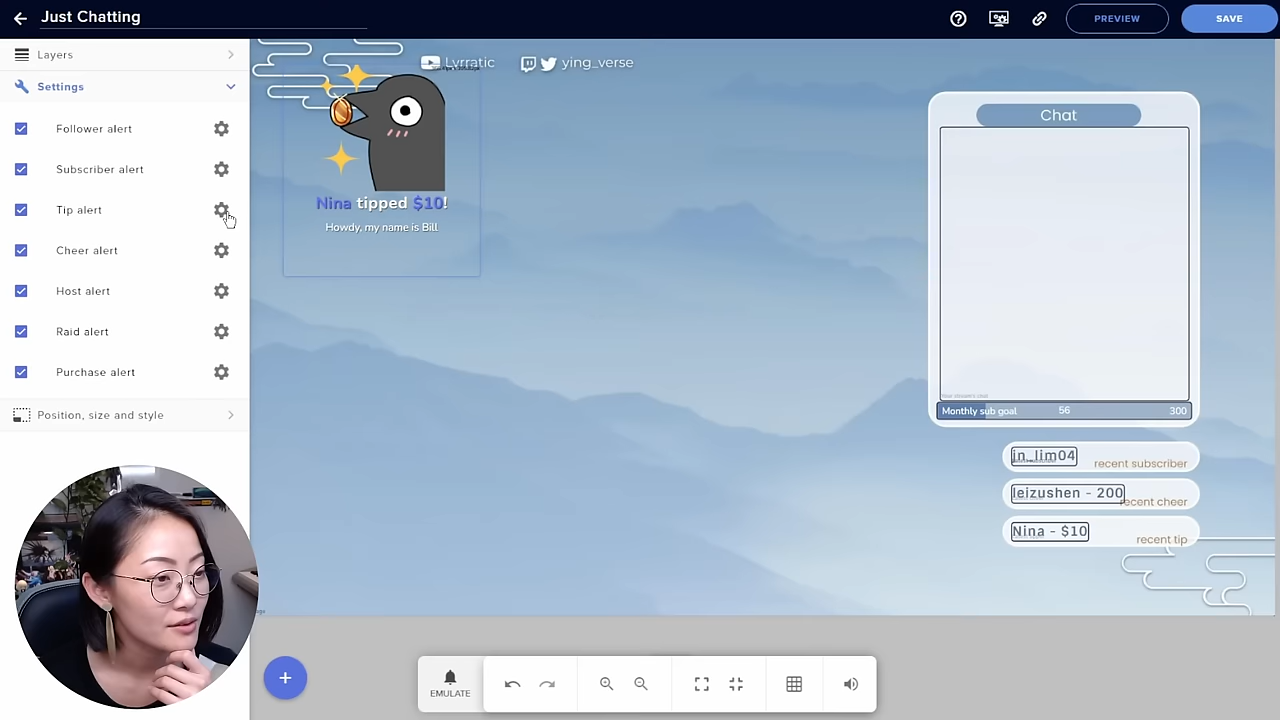 Just Chatting
PREVIEW
SAVE
Layers
Settings
Follower alert
Subscriber alert
Tip alert
Cheer alert
Host alert
Raid alert
Purchase alert
Position, size and style
Lyrratic
ying_verse
Nina tipped $10!
Howdy, my name is Bill
Chat
Monthly sub goal 56 300
in_lim04
recent subscriber
leizushen - 200
recent cheer
Nina - $10
recent tip
+
EMULATE